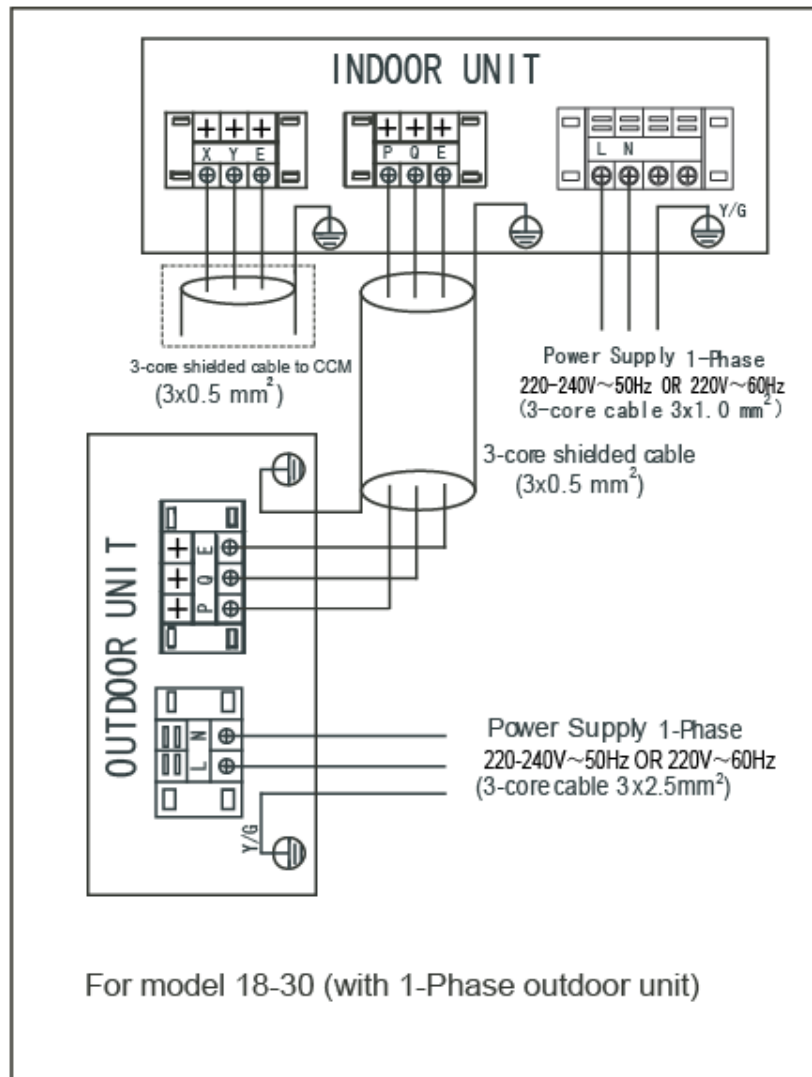 INDOOR UNIT
X Y E
P Q E
L N
Y/G
3-core shielded cable to CCM
(3x0.5 mm²)
Power Supply 1-Phase
220-240V～50Hz OR 220V～60Hz
(3-core cable 3x1.0 mm²)
3-core shielded cable
(3x0.5 mm²)
OUTDOOR UNIT
P Q E
L N
Y/G
Power Supply 1-Phase
220-240V～50Hz OR 220V～60Hz
(3-core cable 3x2.5mm²)
For model 18-30 (with 1-Phase outdoor unit)